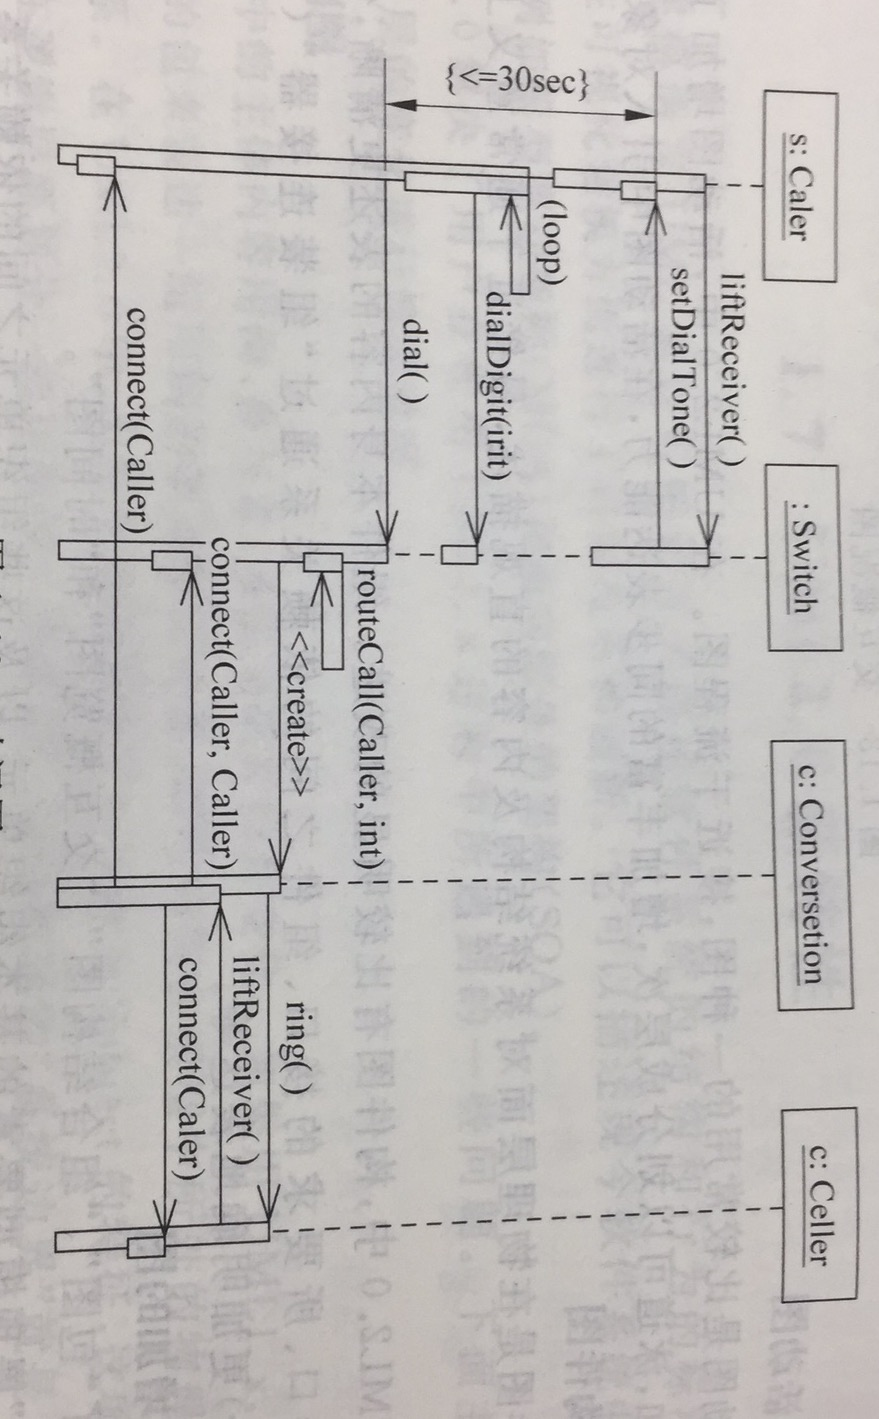 s: Caler
: Switch
c: Conversetion
c: Celler
liftReceiver( )
setDialTone( )
{<=30sec}
(loop)
dialDigit(irit)
dial( )
routeCall(Caller, int)
<<create>>
ring( )
liftReceiver( )
connect(Caller, Caller)
connect(Caler)
connect(Caller)